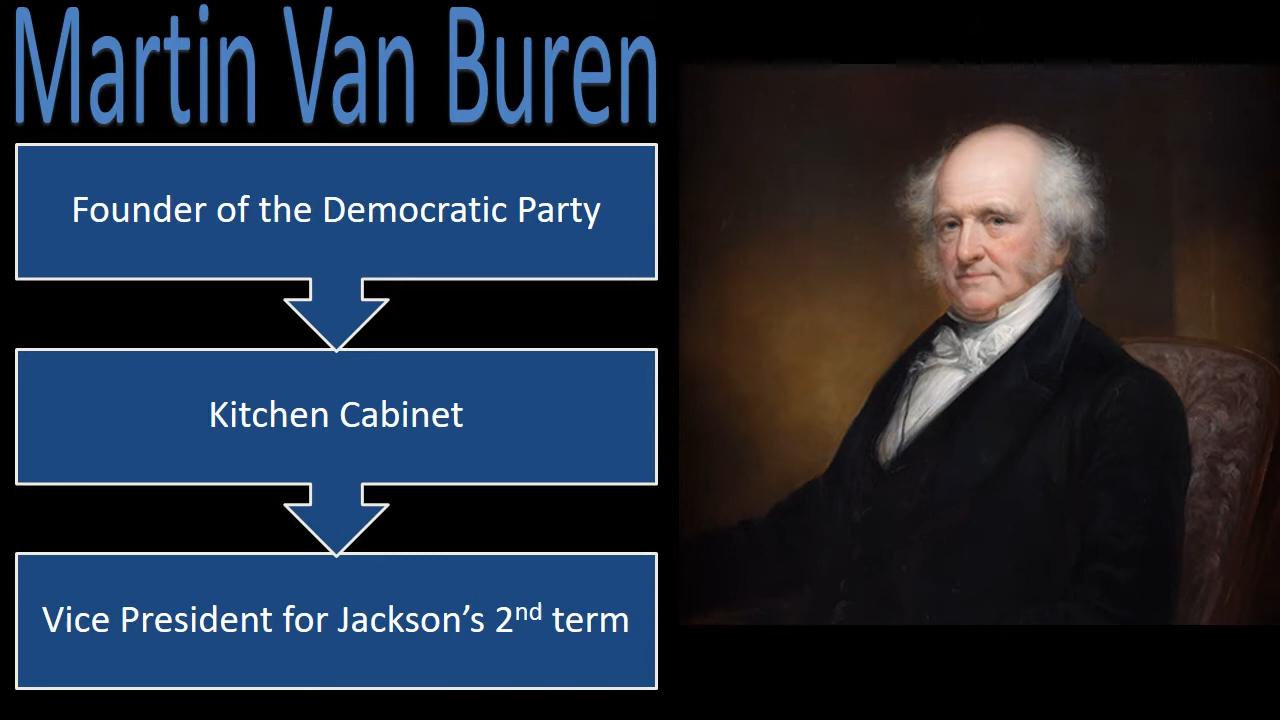 Martin Van Buren
Founder of the Democratic Party
Kitchen Cabinet
Vice President for Jackson’s 2nd term